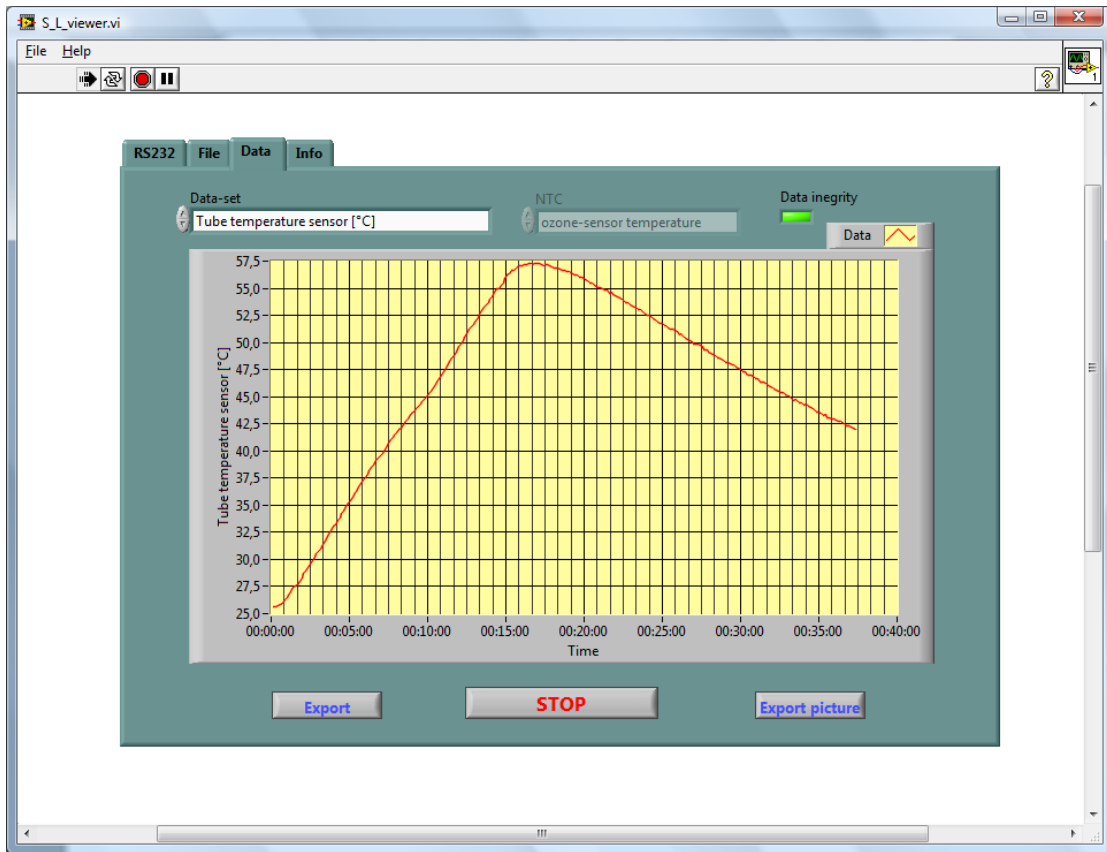 S_L_viewer.vi
File Help
1
RS232 File Data Info
Data-set
Tube temperature sensor [°C]
NTC
ozone-sensor temperature
Data inegrity
Data
57,5
55,0
52,5
50,0
47,5
45,0
42,5
40,0
37,5
35,0
32,5
30,0
27,5
25,0
Tube temperature sensor [°C]
00:00:00 00:05:00 00:10:00 00:15:00 00:20:00 00:25:00 00:30:00 00:35:00 00:40:00
Time
Export
STOP
Export picture